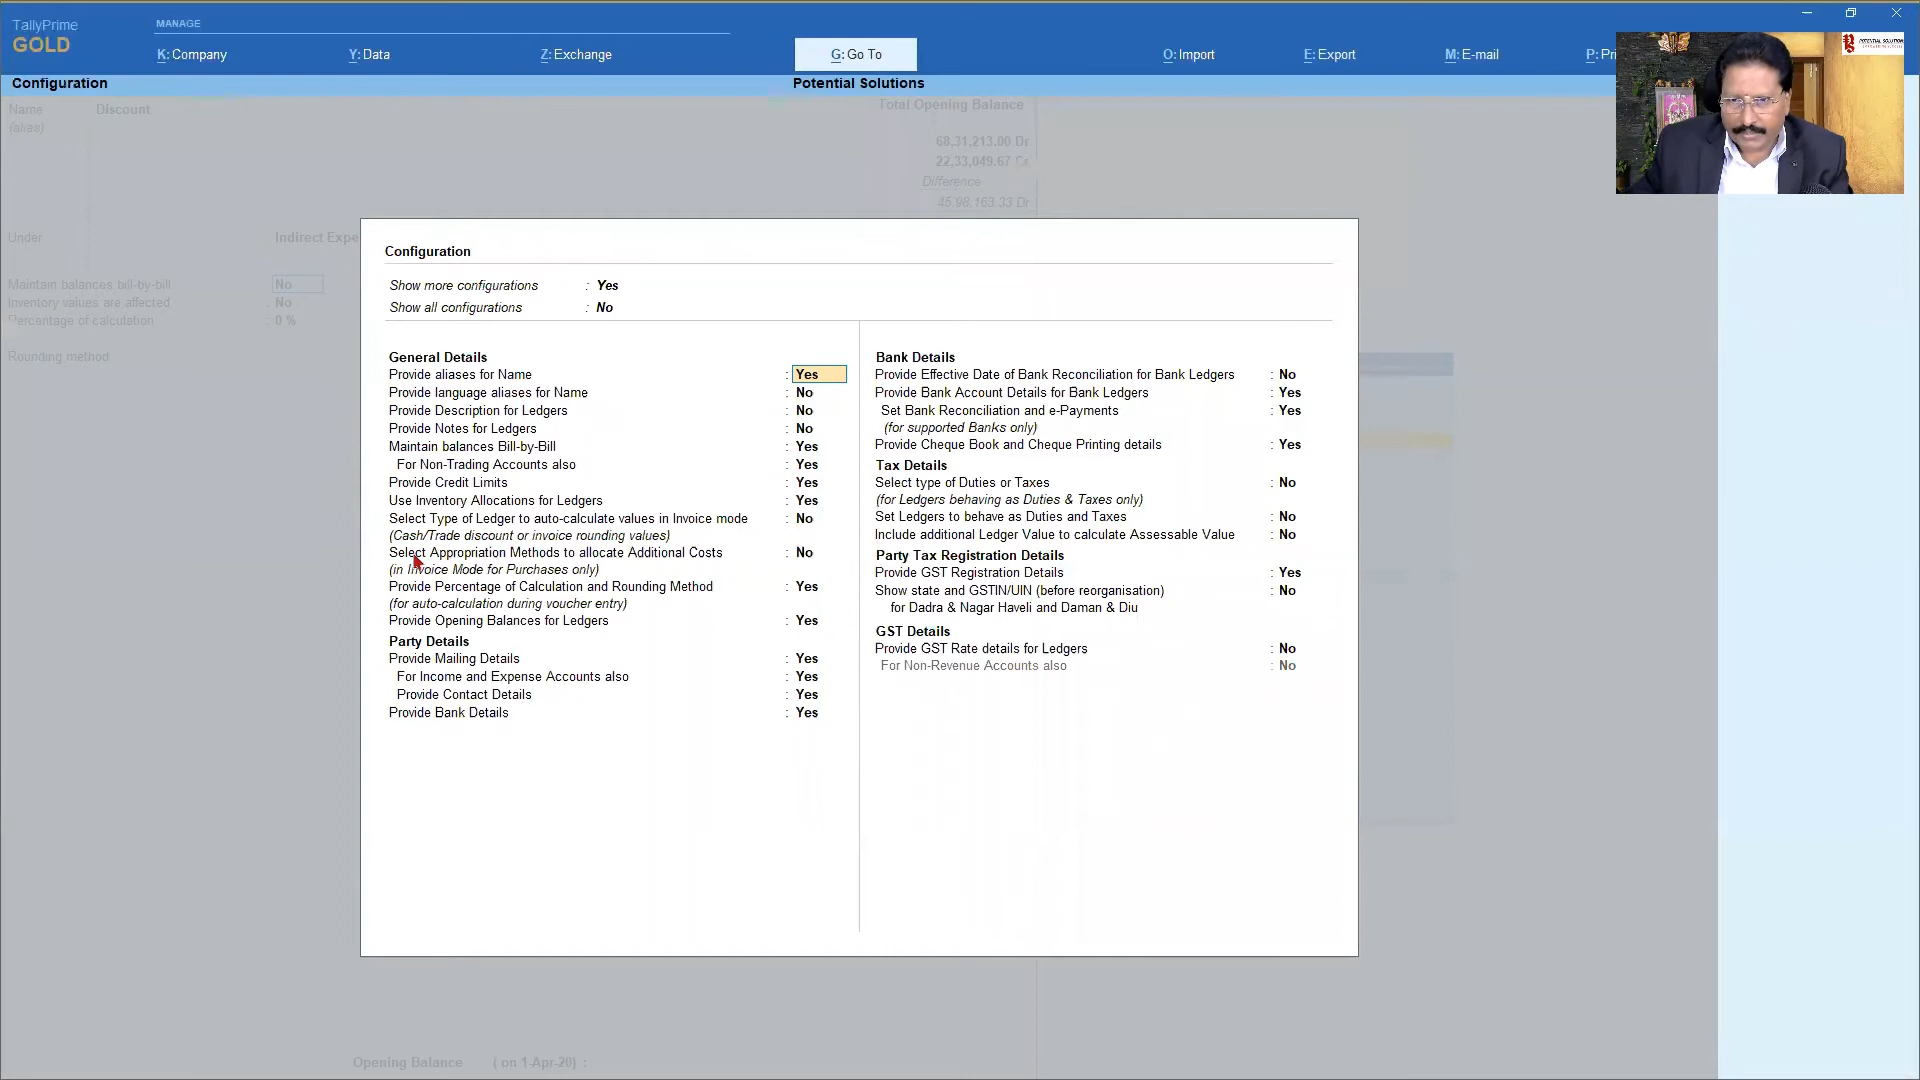 TallyPrime
GOLD
MANAGE
K: Company
Y: Data
Z: Exchange
G: Go To
O: Import
E: Export
M: E-mail
P: Pri
POTENTIAL SOLUTIONS
Configuration
Potential Solutions
Name Discount
(alias)
Total Opening Balance
68,31,213.00 Dr
22,33,049.67 Cr
Difference
45,98,163.33 Dr
Under Indirect Expe
Maintain balances bill-by-bill : No
Inventory values are affected : No
Percentage of calculation : 0 %
Rounding method
Configuration
Show more configurations : Yes
Show all configurations : No
General Details
Provide aliases for Name : Yes
Provide language aliases for Name : No
Provide Description for Ledgers : No
Provide Notes for Ledgers : No
Maintain balances Bill-by-Bill : Yes
For Non-Trading Accounts also : Yes
Provide Credit Limits : Yes
Use Inventory Allocations for Ledgers : Yes
Select Type of Ledger to auto-calculate values in Invoice mode : No
(Cash/Trade discount or invoice rounding values)
Select Appropriation Methods to allocate Additional Costs : No
(in Invoice Mode for Purchases only)
Provide Percentage of Calculation and Rounding Method : Yes
(for auto-calculation during voucher entry)
Provide Opening Balances for Ledgers : Yes
Party Details
Provide Mailing Details : Yes
For Income and Expense Accounts also : Yes
Provide Contact Details : Yes
Provide Bank Details : Yes
Bank Details
Provide Effective Date of Bank Reconciliation for Bank Ledgers : No
Provide Bank Account Details for Bank Ledgers : Yes
Set Bank Reconciliation and e-Payments : Yes
(for supported Banks only)
Provide Cheque Book and Cheque Printing details : Yes
Tax Details
Select type of Duties or Taxes : No
(for Ledgers behaving as Duties & Taxes only)
Set Ledgers to behave as Duties and Taxes : No
Include additional Ledger Value to calculate Assessable Value : No
Party Tax Registration Details
Provide GST Registration Details : Yes
Show state and GSTIN/UIN (before reorganisation) : No
for Dadra & Nagar Haveli and Daman & Diu
GST Details
Provide GST Rate details for Ledgers : No
For Non-Revenue Accounts also : No
Opening Balance ( on 1-Apr-20) :